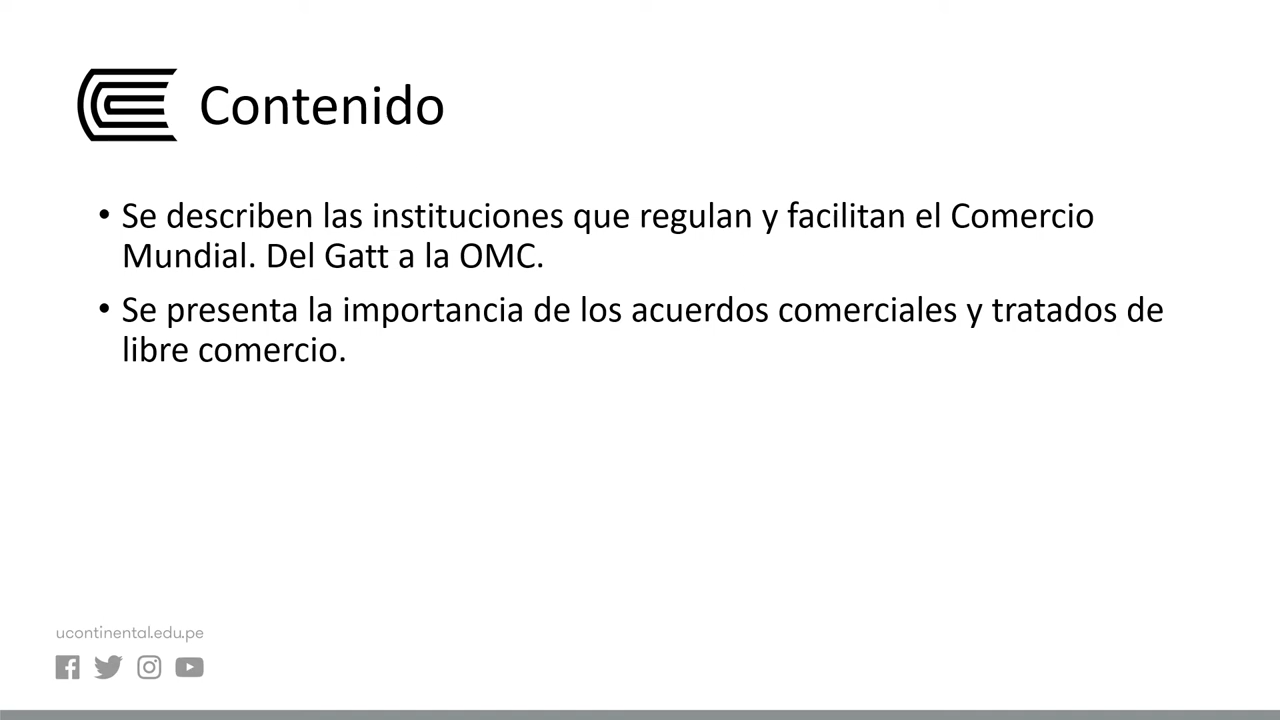 Contenido
• Se describen las instituciones que regulan y facilitan el Comercio
Mundial. Del Gatt a la OMC.
• Se presenta la importancia de los acuerdos comerciales y tratados de
libre comercio.
ucontinental.edu.pe